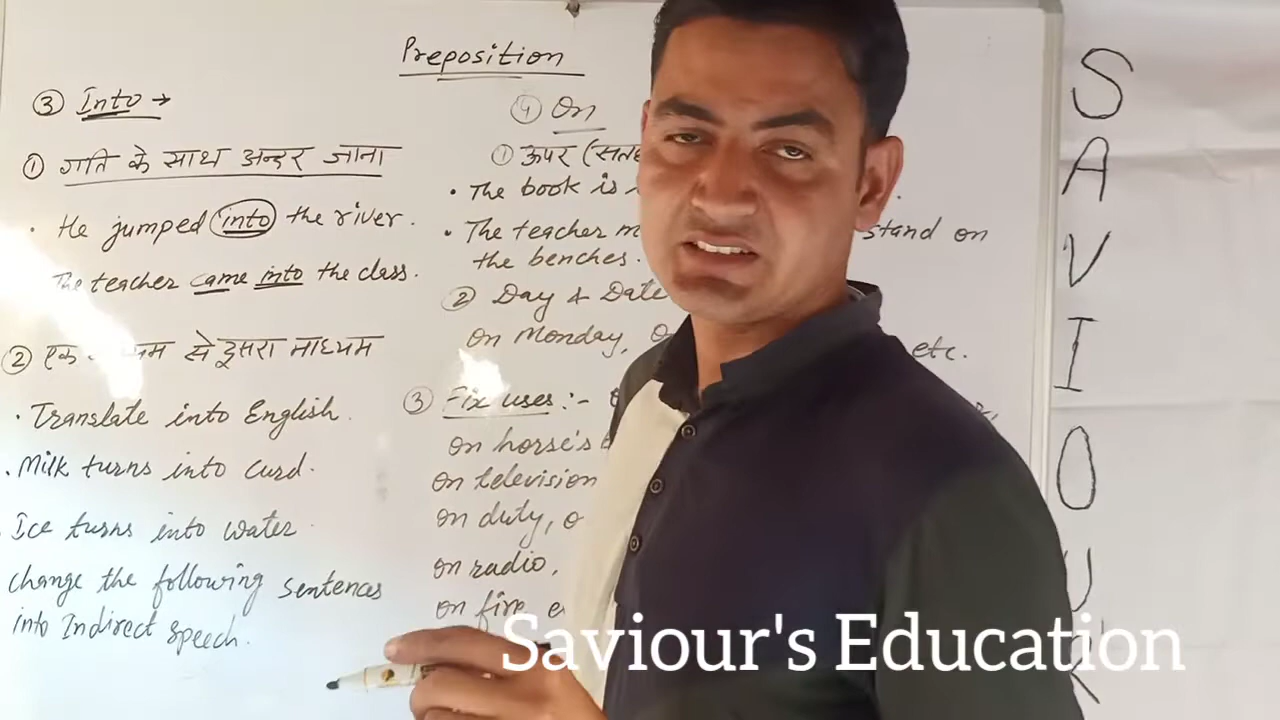 Preposition
③ Into →
① गति के साथ अन्दर जाना
• He jumped into the river.
The teacher came into the class.
② एक से दूसरा माध्यम
• Translate into English.
• Milk turns into curd.
Ice turns into water.
change the following sentences
into Indirect speech.
④ On
① ऊपर
• The book is
• The teacher stand on
the benches.
② Day & Date
on Monday, etc.
③ Fix uses :-
on horse's
on television
on duty,
on radio,
on fire
SAVIOU
Saviour's Education